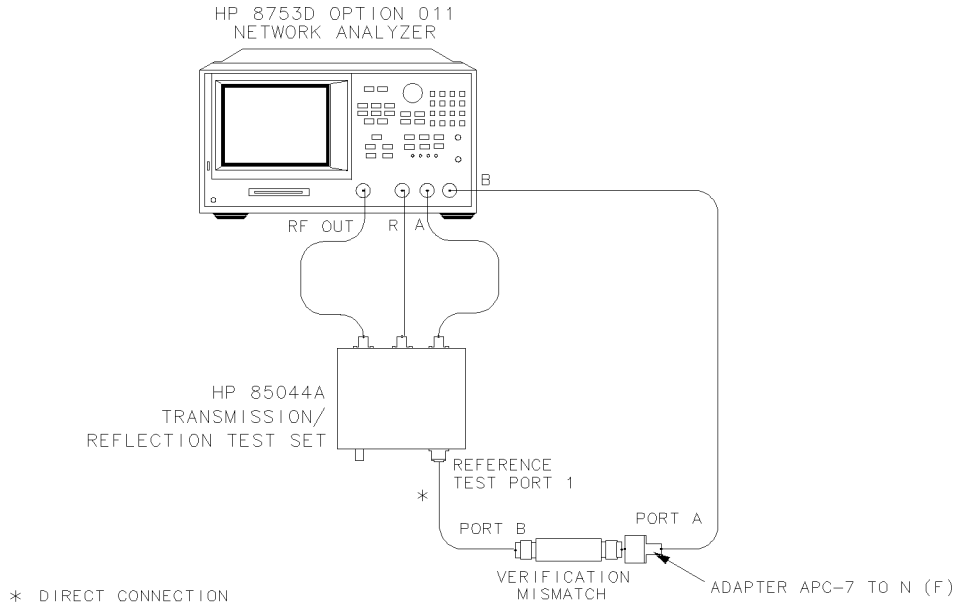 HP 8753D OPTION 011
NETWORK ANALYZER
B
RF OUT
R
A
HP 85044A
TRANSMISSION/
REFLECTION TEST SET
REFERENCE
TEST PORT 1
*
PORT B
PORT A
VERIFICATION
MISMATCH
ADAPTER APC-7 TO N (F)
* DIRECT CONNECTION